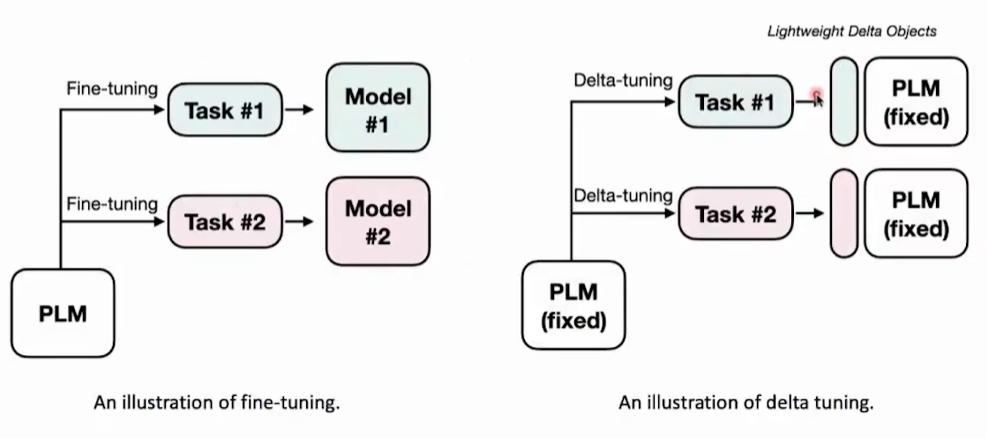 Lightweight Delta Objects
Fine-tuning
Task #1
Model
#1
Fine-tuning
Task #2
Model
#2
PLM
An illustration of fine-tuning.
Delta-tuning
Task #1
PLM
(fixed)
Delta-tuning
Task #2
PLM
(fixed)
PLM
(fixed)
An illustration of delta tuning.